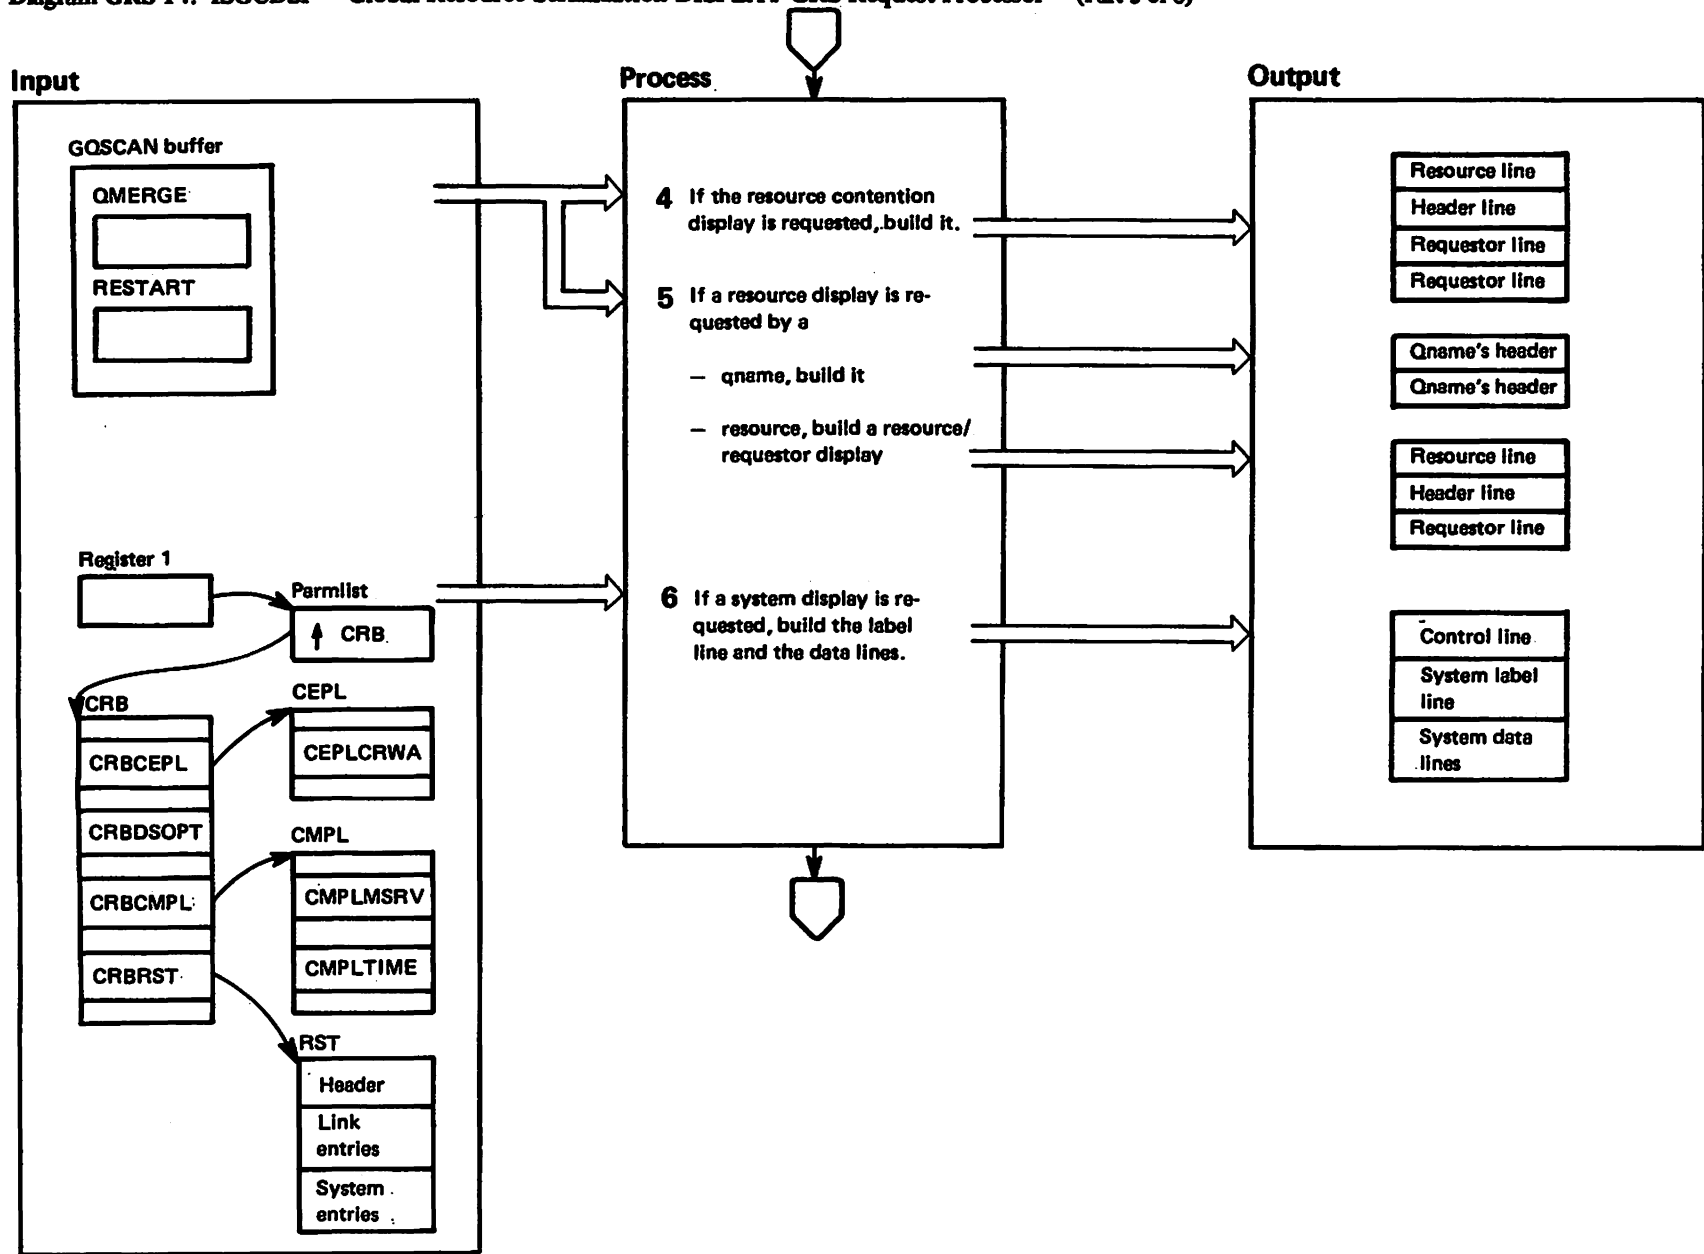 Input
GQSCAN buffer
QMERGE
RESTART
Register 1
Parmlist
CRB
CRB
CRBCEPL
CRBDSOPT
CRBCMPL
CRBRST
CEPL
CEPLCRWA
CMPL
CMPLMSRV
CMPLTIME
RST
Header
Link
entries
System
entries
Process
4 If the resource contention
display is requested, build it.
5 If a resource display is re-
quested by a
– qname, build it
– resource, build a resource/
requestor display
6 If a system display is re-
quested, build the label
line and the data lines.
Output
Resource line
Header line
Requestor line
Requestor line
Qname's header
Qname's header
Resource line
Header line
Requestor line
Control line
System label
line
System data
lines